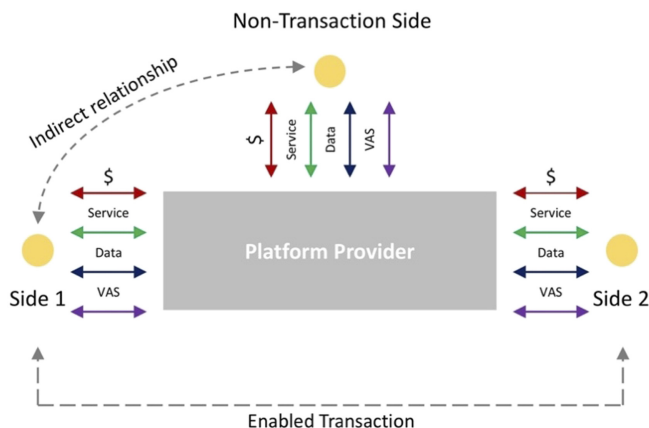 Non-Transaction Side
Indirect relationship
$
Service
Data
VAS
$
Service
Data
VAS
Side 1
Platform Provider
$
Service
Data
VAS
Side 2
Enabled Transaction